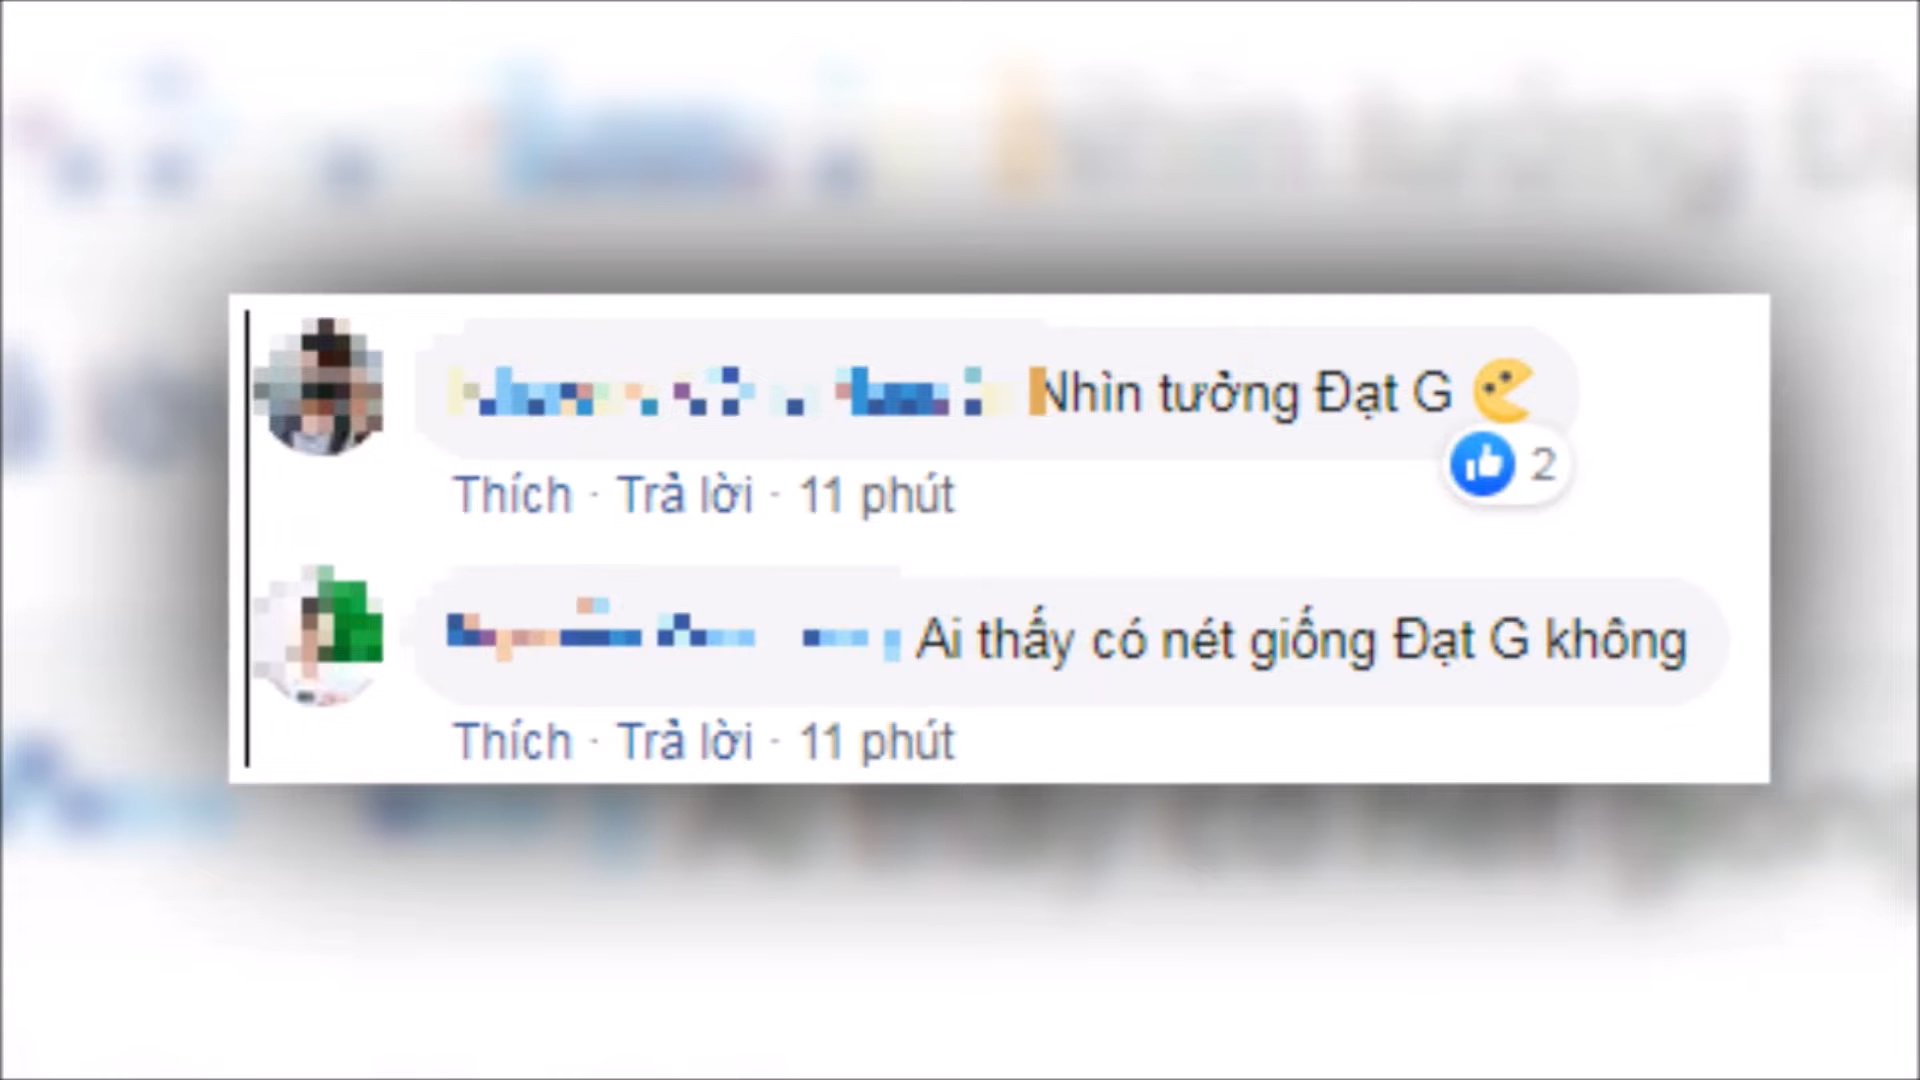 Nhìn tưởng Đạt G
2
Thích · Trả lời · 11 phút
Ai thấy có nét giống Đạt G không
Thích · Trả lời · 11 phút